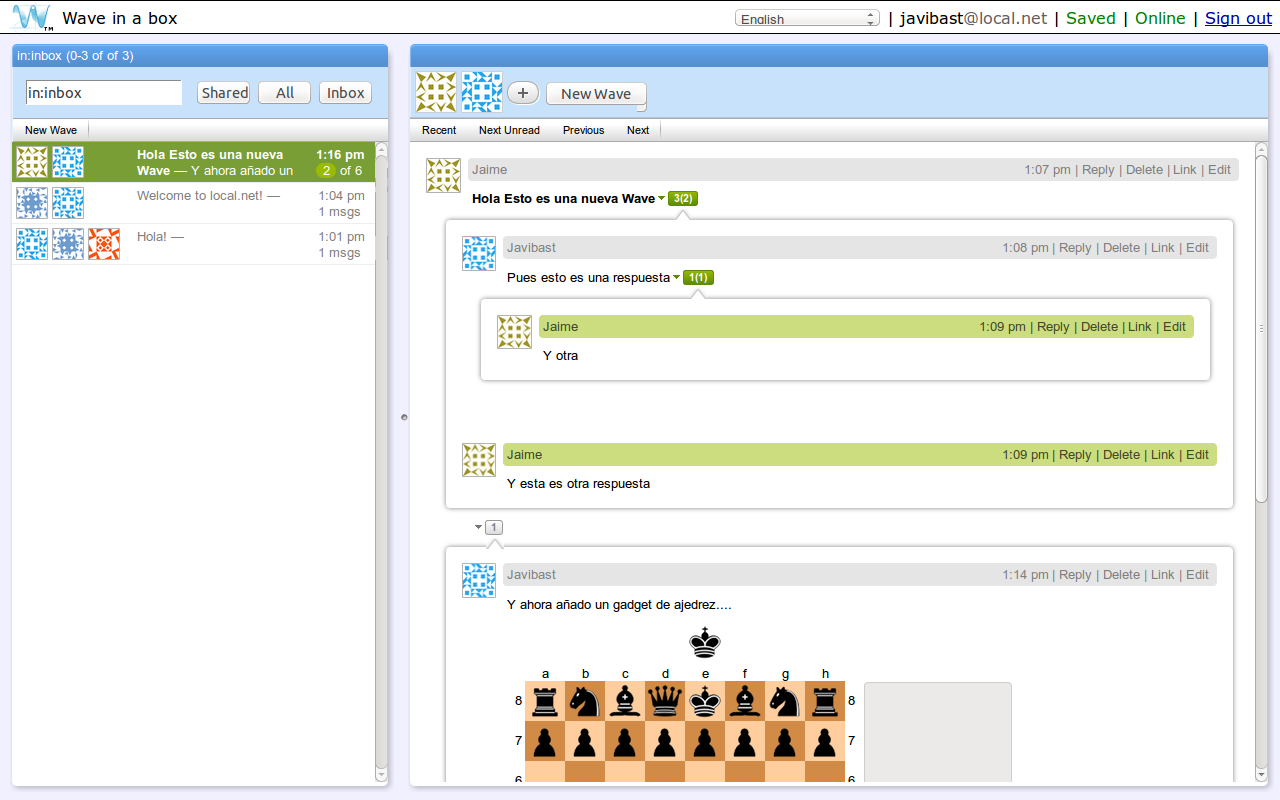 W™ Wave in a box
English | javibast@local.net | Saved | Online | Sign out
in:inbox (0-3 of of 3)
in:inbox Shared All Inbox
New Wave
Hola Esto es una nueva 1:16 pm
Wave — Y ahora añado un 2 of 6
Welcome to local.net! — 1:04 pm
1 msgs
Hola! — 1:01 pm
1 msgs
+ New Wave
Recent Next Unread Previous Next
Jaime 1:07 pm | Reply | Delete | Link | Edit
Hola Esto es una nueva Wave 3(2)
Javibast 1:08 pm | Reply | Delete | Link | Edit
Pues esto es una respuesta 1(1)
Jaime 1:09 pm | Reply | Delete | Link | Edit
Y otra
Jaime 1:09 pm | Reply | Delete | Link | Edit
Y esta es otra respuesta
1
Javibast 1:14 pm | Reply | Delete | Link | Edit
Y ahora añado un gadget de ajedrez....
a b c d e f g h
8 8
7 7
6 6